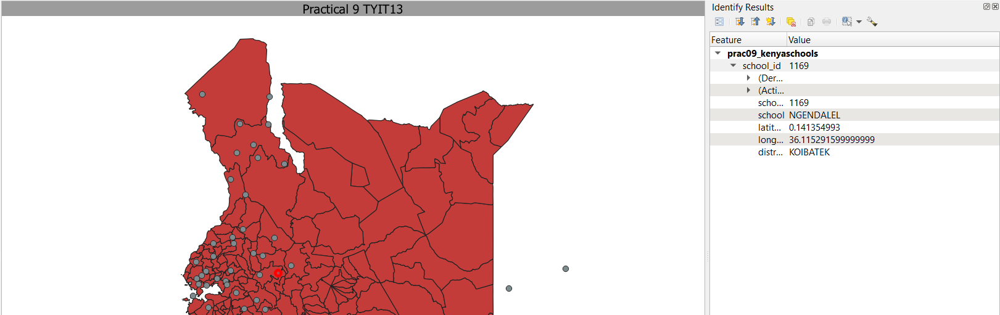 Practical 9 TYIT13
Identify Results
Feature Value
prac09_kenyaschools
school_id 1169
(Der...
(Acti...
scho... 1169
school NGENDALEL
latit... 0.141354993
long... 36.115291599999999
distr... KOIBATEK